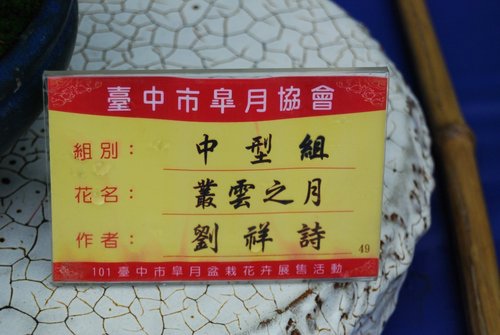 臺中市皐月協會
組別：中型組
花名：叢雲之月
作者：劉祥詩
49
101臺中市皐月盆栽花卉展售活動